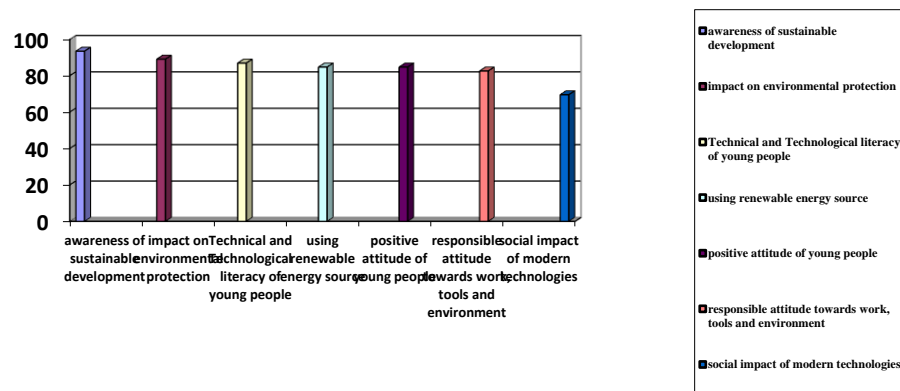 100
80
60
40
20
0
awareness of sustainable development
impact on environmental protection
Technical and Technological literacy of young people
using renewable energy source
positive attitude of young people
responsible attitude towards work, tools and environment
social impact of modern technologies
awareness of sustainable
development
impact on environmental protection
Technical and Technological literacy
of young people
using renewable energy source
positive attitude of young people
responsible attitude towards work,
tools and environment
social impact of modern technologies